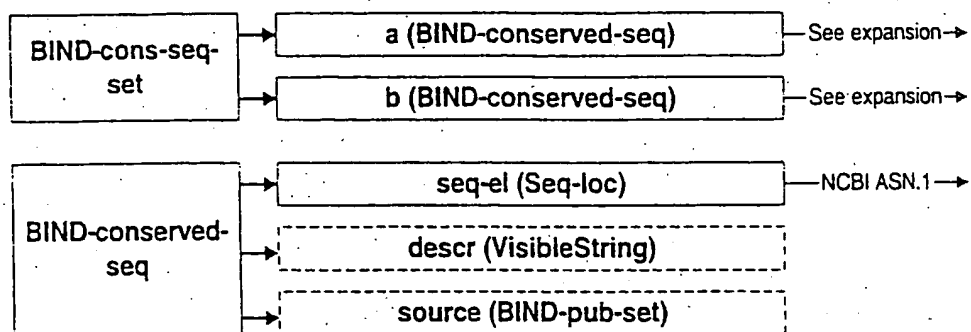 BIND-cons-seq-
set
a (BIND-conserved-seq)
See expansion
b (BIND-conserved-seq)
See expansion
BIND-conserved-
seq
seq-el (Seq-loc)
NCBI ASN.1
descr (VisibleString)
source (BIND-pub-set)